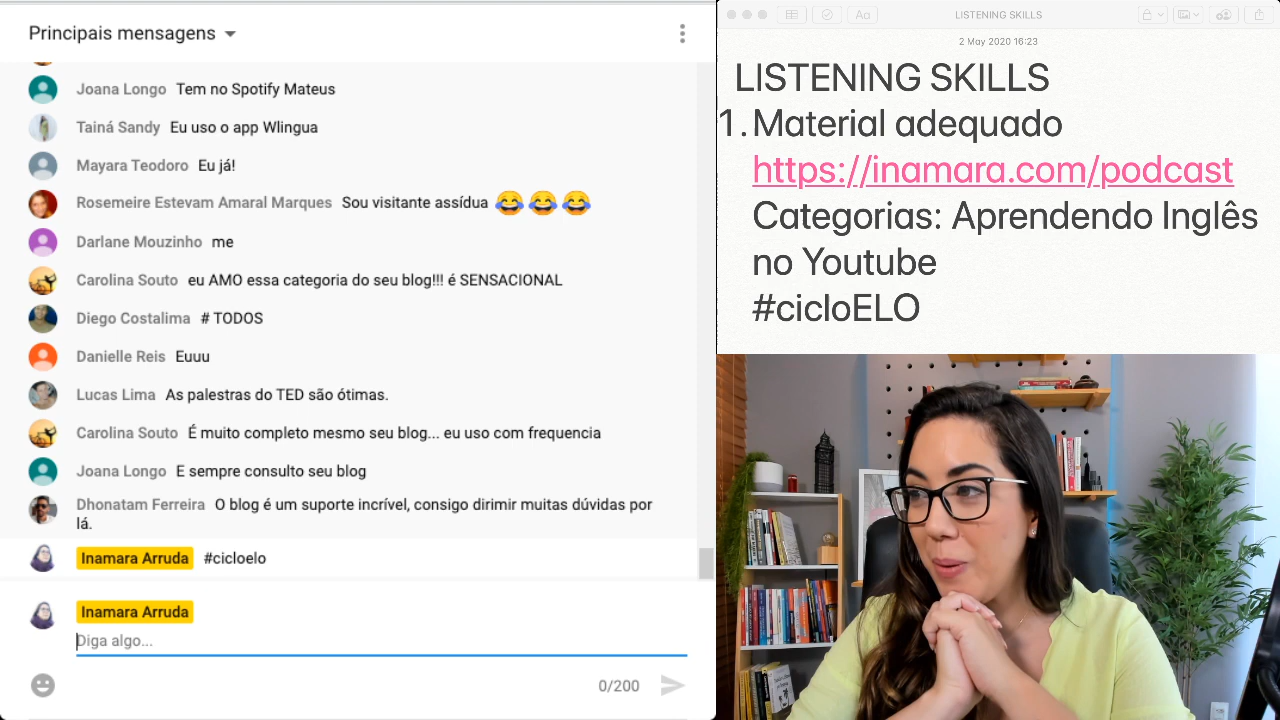 Principais mensagens
Joana Longo Tem no Spotify Mateus
Tainá Sandy Eu uso o app Wlingua
Mayara Teodoro Eu já!
Rosemeire Estevam Amaral Marques Sou visitante assídua 😂😂😂
Darlane Mouzinho me
Carolina Souto eu AMO essa categoria do seu blog!!! é SENSACIONAL
Diego Costalima # TODOS
Danielle Reis Euuu
Lucas Lima As palestras do TED são ótimas.
Carolina Souto É muito completo mesmo seu blog... eu uso com frequencia
Joana Longo E sempre consulto seu blog
Dhonatam Ferreira O blog é um suporte incrível, consigo dirimir muitas dúvidas por
lá.
Inamara Arruda #cicloelo
Inamara Arruda
Diga algo...
0/200
Aa
LISTENING SKILLS
2 May 2020 16:23
LISTENING SKILLS
1. Material adequado
https://inamara.com/podcast
Categorias: Aprendendo Inglês
no Youtube
#cicloELO